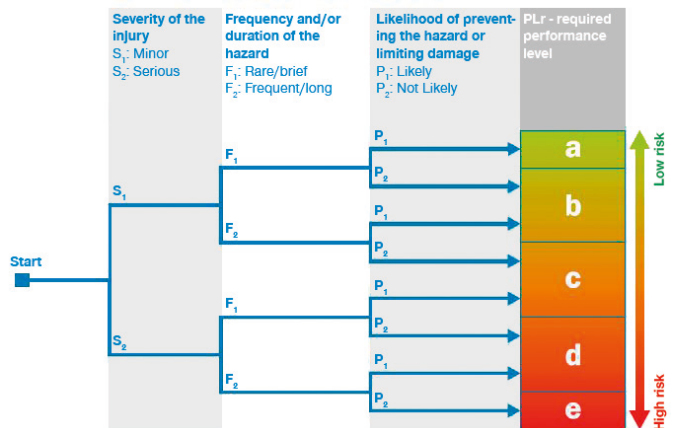 Severity of the
injury
S₁: Minor
S₂: Serious
Frequency and/or
duration of the
hazard
F₁: Rare/brief
F₂: Frequent/long
Likelihood of prevent-
ing the hazard or
limiting damage
P₁: Likely
P₂: Not Likely
PLr - required
performance
level
Start
S₁
S₂
F₁
F₂
F₁
F₂
P₁
P₂
P₁
P₂
P₁
P₂
P₁
P₂
a
b
c
d
e
Low risk
High risk